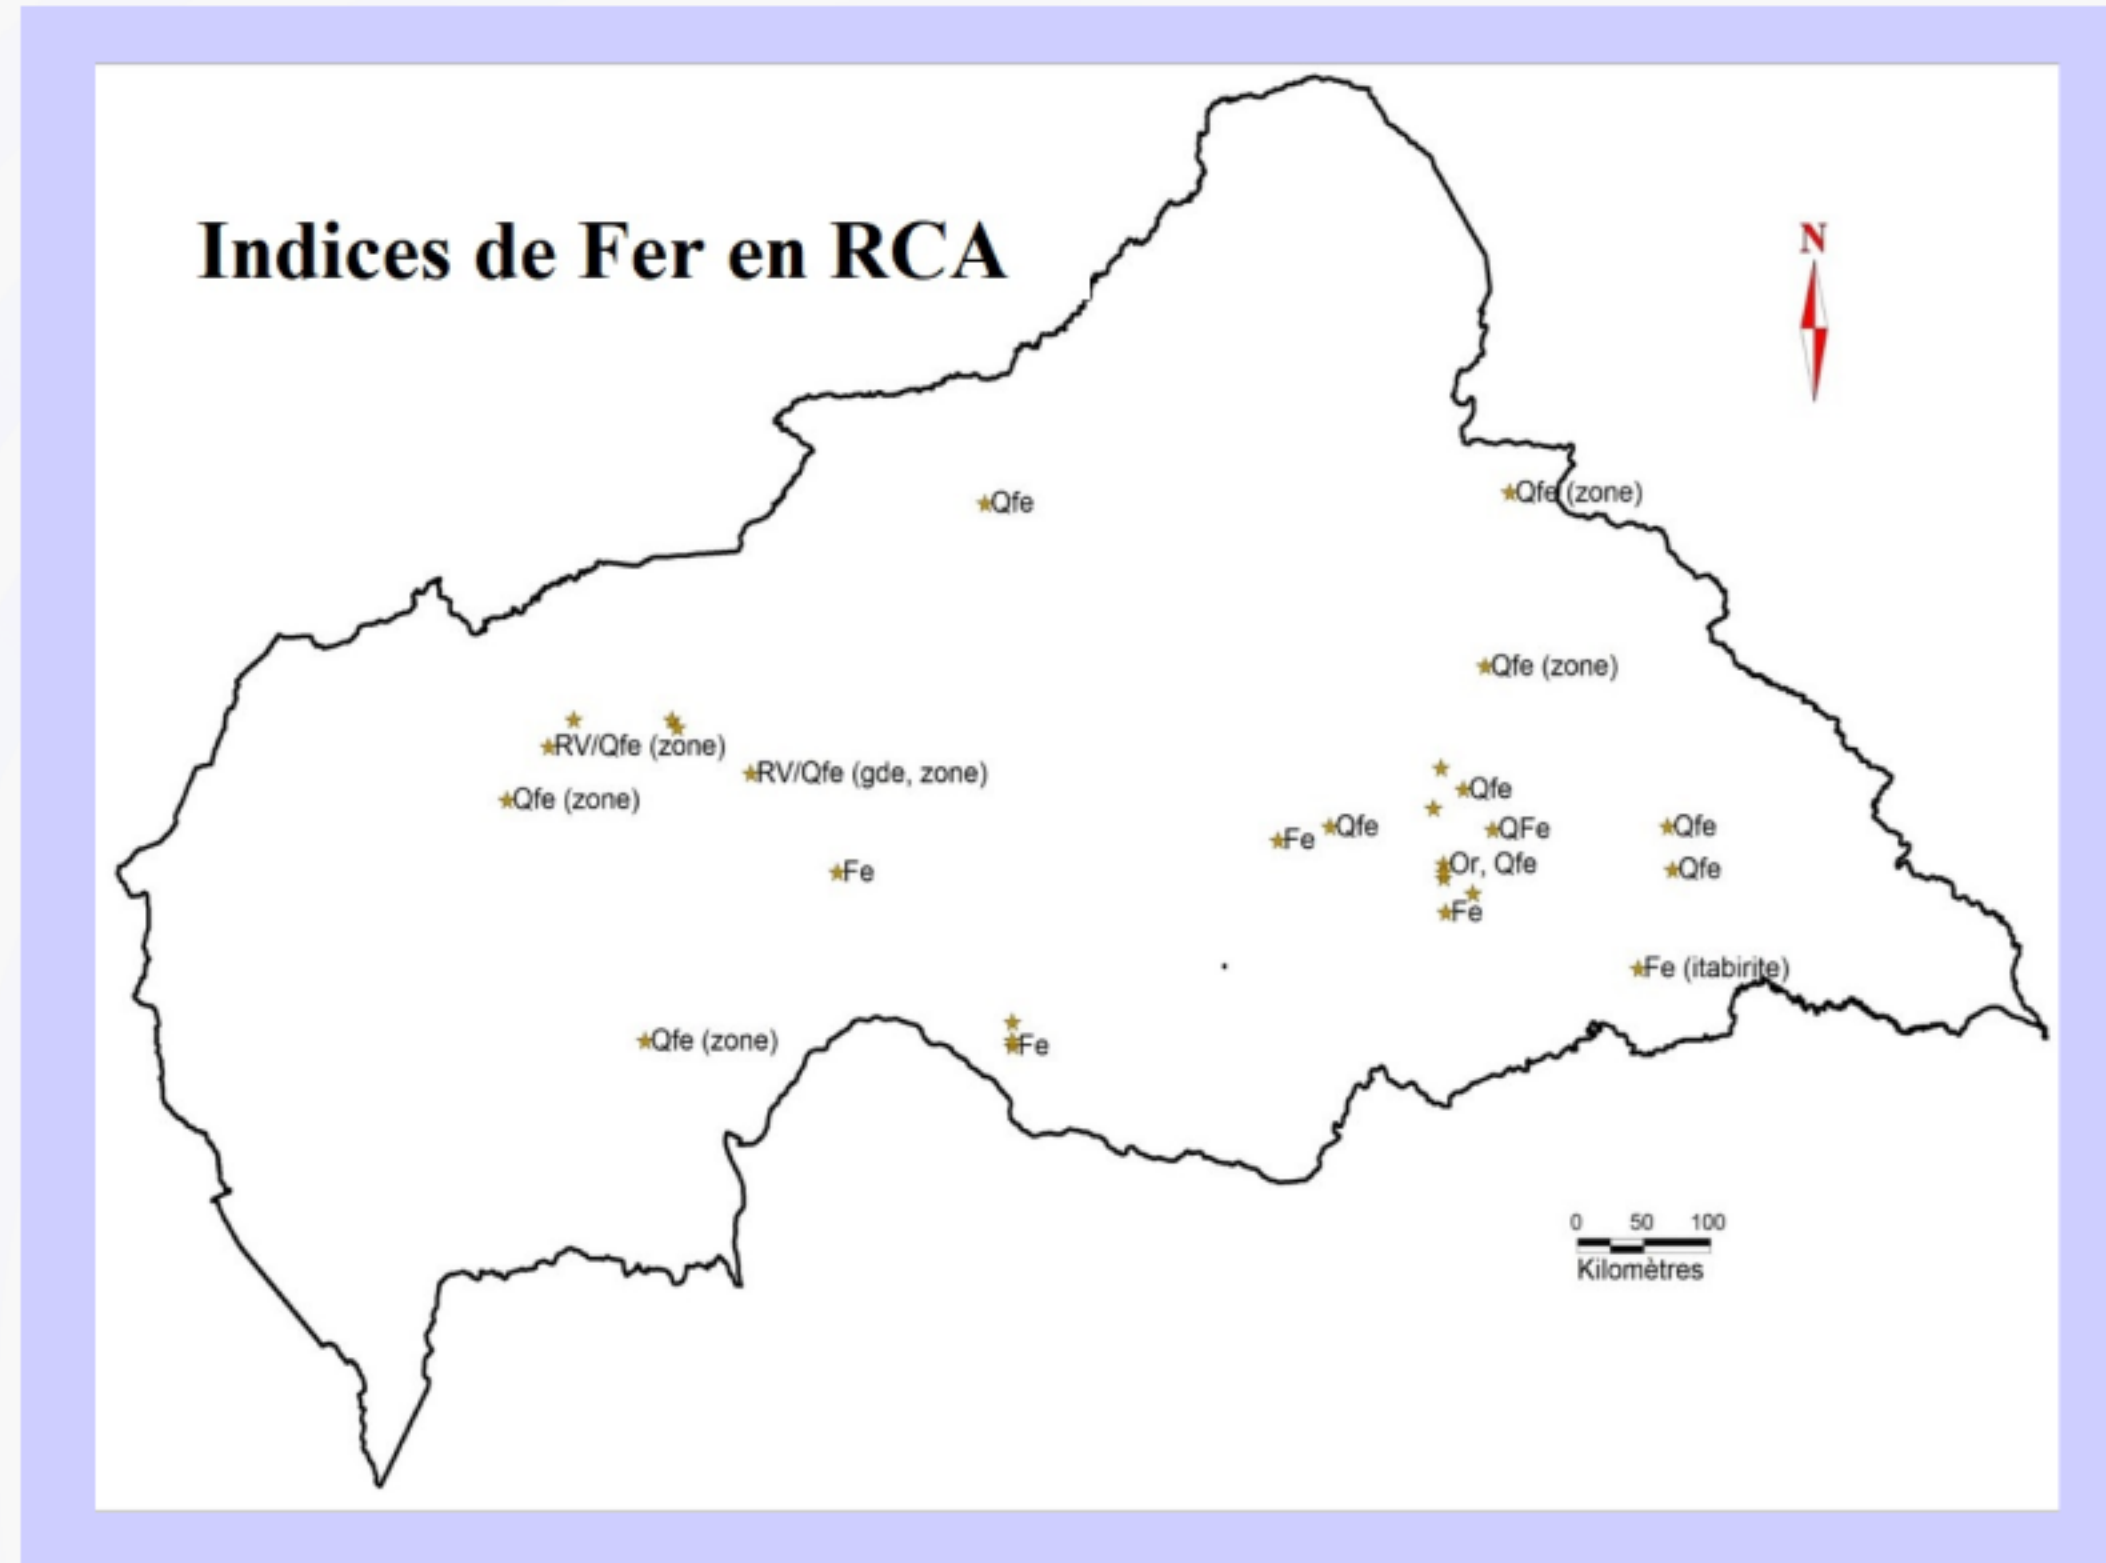 Indices de Fer en RCA
N
Qfe
Qfe (zone)
Qfe (zone)
RV/Qfe (zone)
RV/Qfe (gde, zone)
Qfe (zone)
Qfe
Fe
Qfe
QFe
Qfe
Or, Qfe
Qfe
Fe
Fe
Fe (itabirite)
Qfe (zone)
Fe
0 50 100
Kilomètres